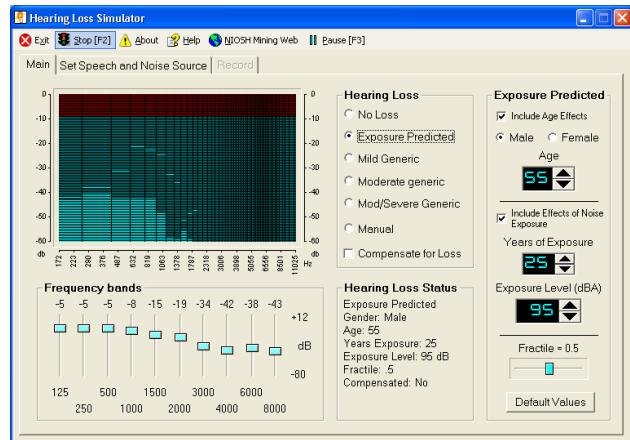 Hearing Loss Simulator
Exit Stop [F2] About Help NIOSH Mining Web Pause [F3]
Main Set Speech and Noise Source Record
0 0
-10 -10
-20 -20
-30 -30
-40 -40
-50 -50
-60 -60
db db
172 223 290 376 487 632 819 1063 1378 1787 2318 3006 3998 5055 6556 8501 11025 Hz
Frequency bands
-5 -5 -5 -8 -15 -19 -34 -42 -38 -43
+12
dB
-80
125 500 1500 3000 6000
250 1000 2000 4000 8000
Hearing Loss
No Loss
Exposure Predicted
Mild Generic
Moderate generic
Mod/Severe Generic
Manual
Compensate for Loss
Hearing Loss Status
Exposure Predicted
Gender: Male
Age: 55
Years Exposure: 25
Exposure Level: 95 dB
Fractile: .5
Compensated: No
Exposure Predicted
Include Age Effects
Male Female
Age
55
Include Effects of Noise
Exposure
Years of Exposure
25
Exposure Level (dBA)
95
Fractile = 0.5
Default Values